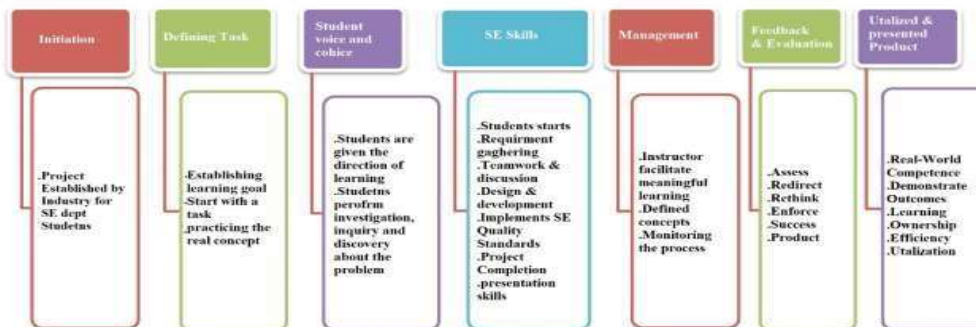 Initiation
.Project
Established by
Industry for
SE dept
Studetns
Defining Task
.Establishing
learning goal
.Start with a
task
practicing the
real concept
Student
voice and
cohice
.Students are
given the
direction of
learning
.Studetns
perofrm
investigation,
inquiry and
discovery
about the
problem
SE Skills
.Students starts
.Requirment
gaghering
.Teamwork &
discussion
.Design &
development
.Implements SE
Quality
Standards
.Project
Completion
.presentation
skills
Management
.Instructor
facilitate
meaningful
learning
.Defined
concepts
.Monitoring
the process
Feedback
& Evaluation
.Assess
.Redirect
.Rethink
.Enforce
.Success
.Product
Utalized &
presented
Product
.Real-World
Competence
.Demonstrate
Outcomes
.Learning
.Ownership
.Efficiency
.Utalization